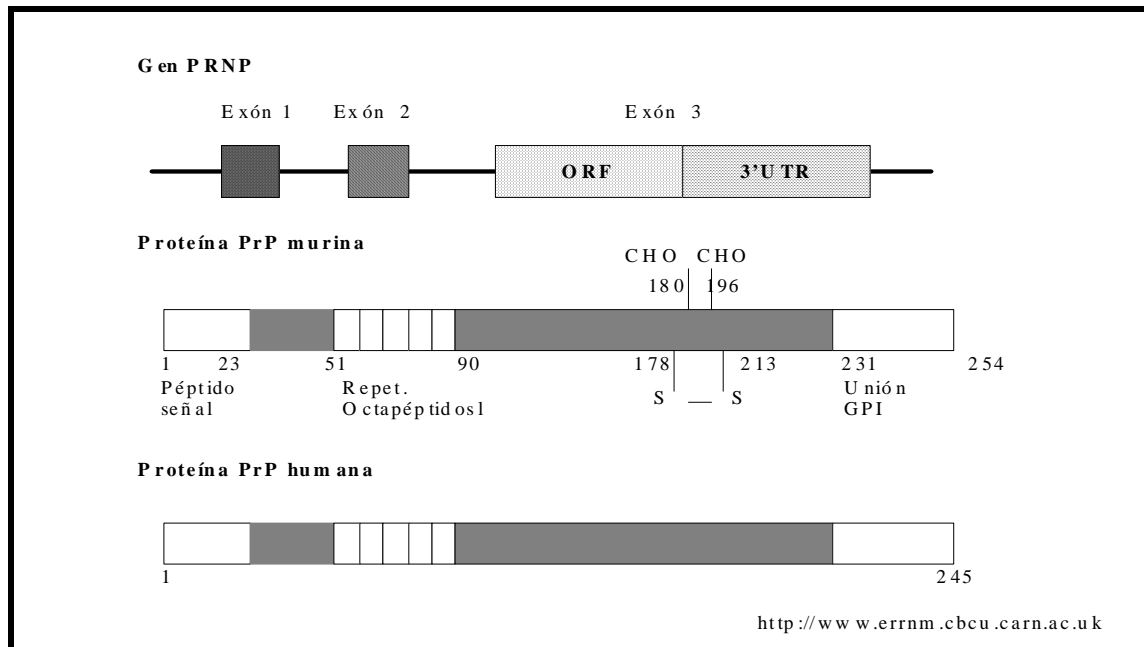 Gen PRNP
Exón 1 Exón 2 Exón 3
ORF 3'UTR
Proteína PrP murina
CHO CHO
180 196
1 23 51 90 178 213 231 254
Péptido Repet. Unión
señal Octapéptidosl GPI
S __ S
Proteína PrP humana
1 245
http://www.errnm.cbcu.carn.ac.uk